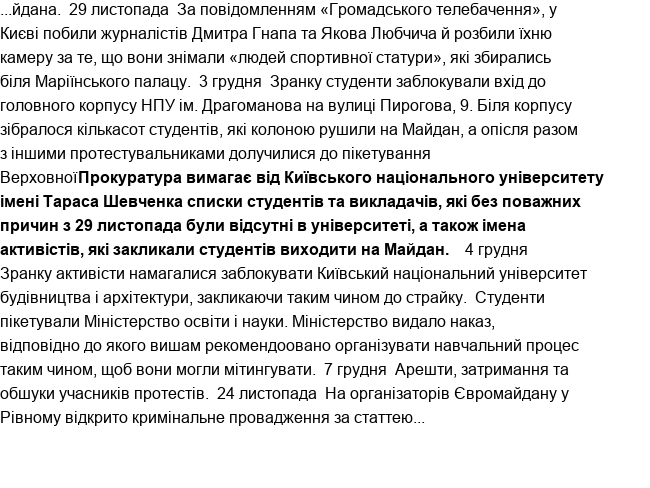 ...йдана.  29 листопада  За повідомленням «Громадського телебачення», у
Києві побили журналістів Дмитра Гнапа та Якова Любчича й розбили їхню
камеру за те, що вони знімали «людей спортивної статури», які збирались
біля Маріїнського палацу.  3 грудня  Зранку студенти заблокували вхід до
головного корпусу НПУ ім. Драгоманова на вулиці Пирогова, 9. Біля корпусу
зібралося кількасот студентів, які колоною рушили на Майдан, а опісля разом
з іншими протестувальниками долучилися до пікетування
ВерховноїПрокуратура вимагає від Київського національного університету
імені Тараса Шевченка списки студентів та викладачів, які без поважних
причин з 29 листопада були відсутні в університеті, а також імена
активістів, які закликали студентів виходити на Майдан.   4 грудня
Зранку активісти намагалися заблокувати Київський національний університет
будівництва і архітектури, закликаючи таким чином до страйку.  Студенти
пікетували Міністерство освіти і науки. Міністерство видало наказ,
відповідно до якого вишам рекомендоовано організувати навчальний процес
таким чином, щоб вони могли мітингувати.  7 грудня  Арешти, затримання та
обшуки учасників протестів.  24 листопада  На організаторів Євромайдану у
Рівному відкрито кримінальне провадження за статтею...